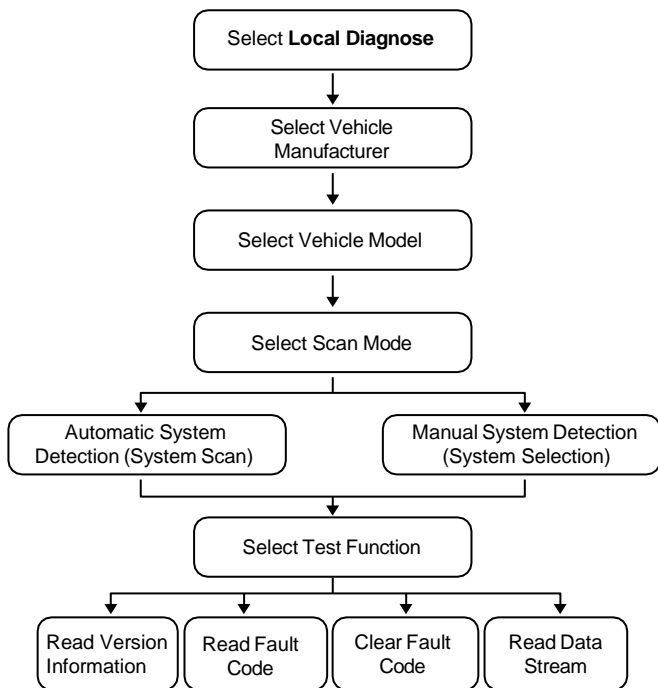 Select Local Diagnose
Select Vehicle
Manufacturer
Select Vehicle Model
Select Scan Mode
Automatic System
Detection (System Scan)
Manual System Detection
(System Selection)
Select Test Function
Read Version
Information
Read Fault
Code
Clear Fault
Code
Read Data
Stream